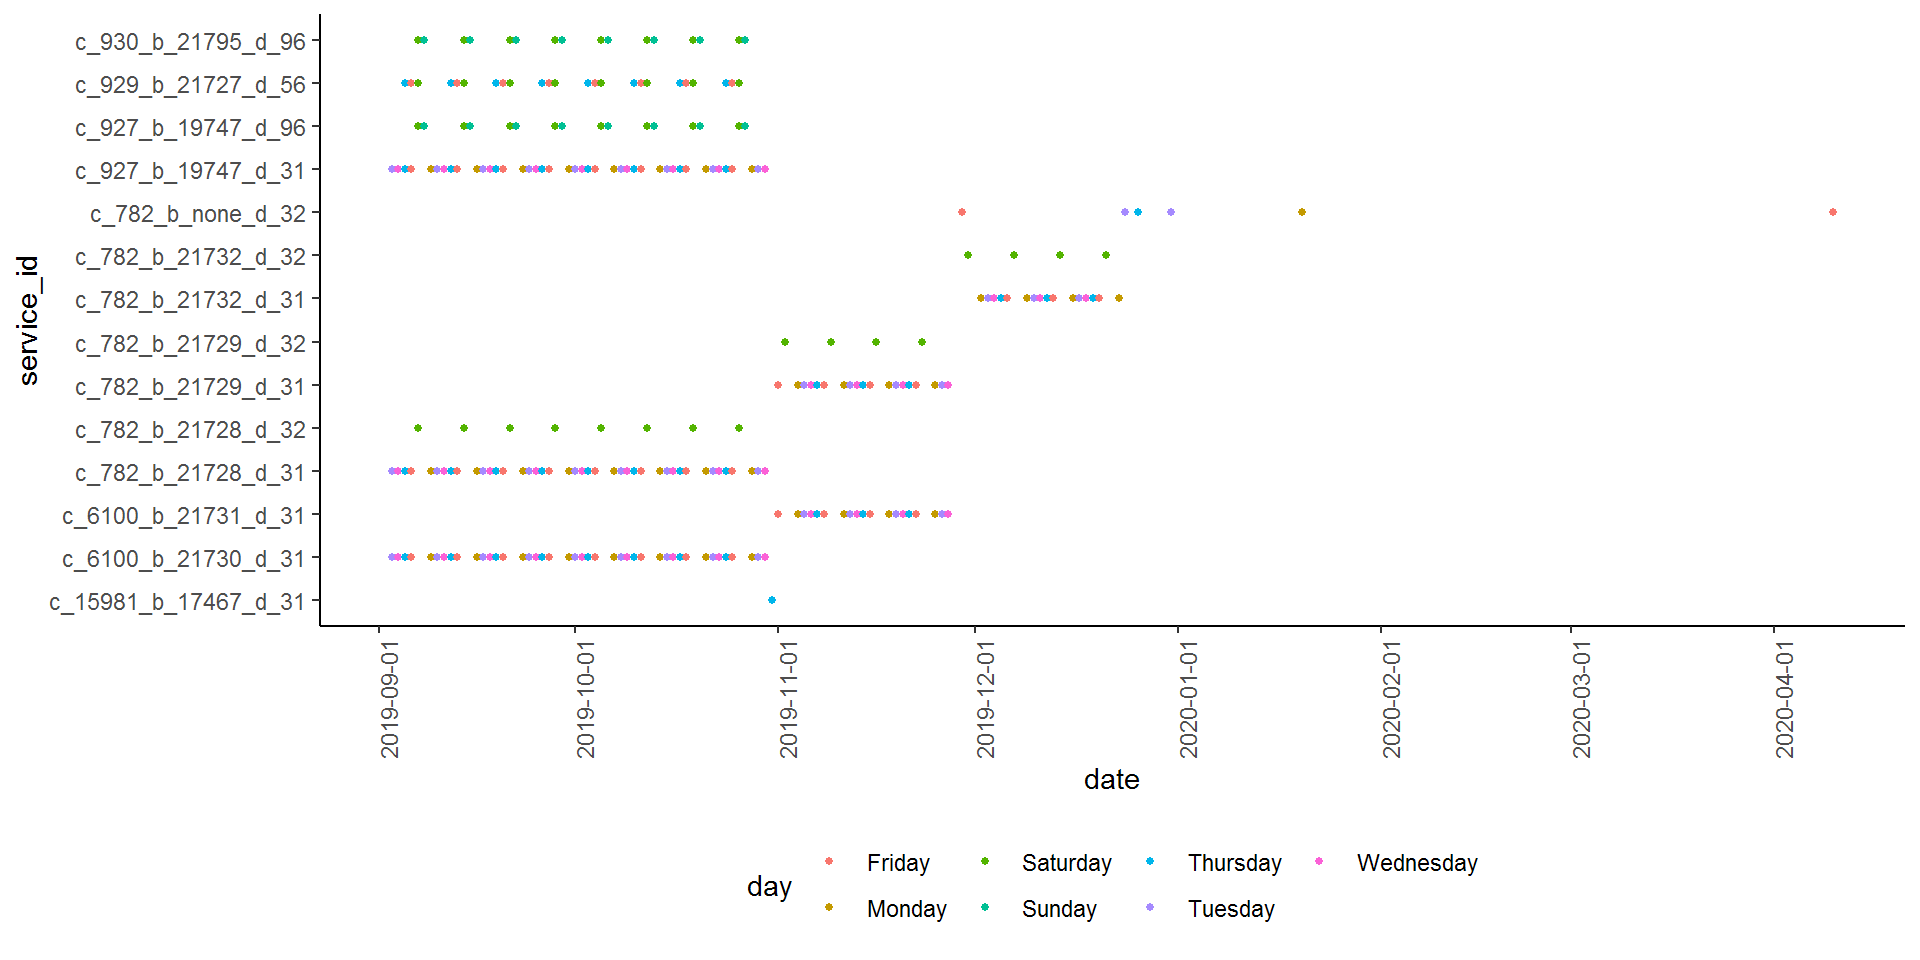 c_930_b_21795_d_96
c_929_b_21727_d_56
c_927_b_19747_d_96
c_927_b_19747_d_31
c_782_b_none_d_32
c_782_b_21732_d_32
c_782_b_21732_d_31
c_782_b_21729_d_32
c_782_b_21729_d_31
c_782_b_21728_d_32
c_782_b_21728_d_31
c_6100_b_21731_d_31
c_6100_b_21730_d_31
c_15981_b_17467_d_31
service_id
2019-09-01
2019-10-01
2019-11-01
2019-12-01
2020-01-01
2020-02-01
2020-03-01
2020-04-01
date
day
Friday
Saturday
Thursday
Wednesday
Monday
Sunday
Tuesday